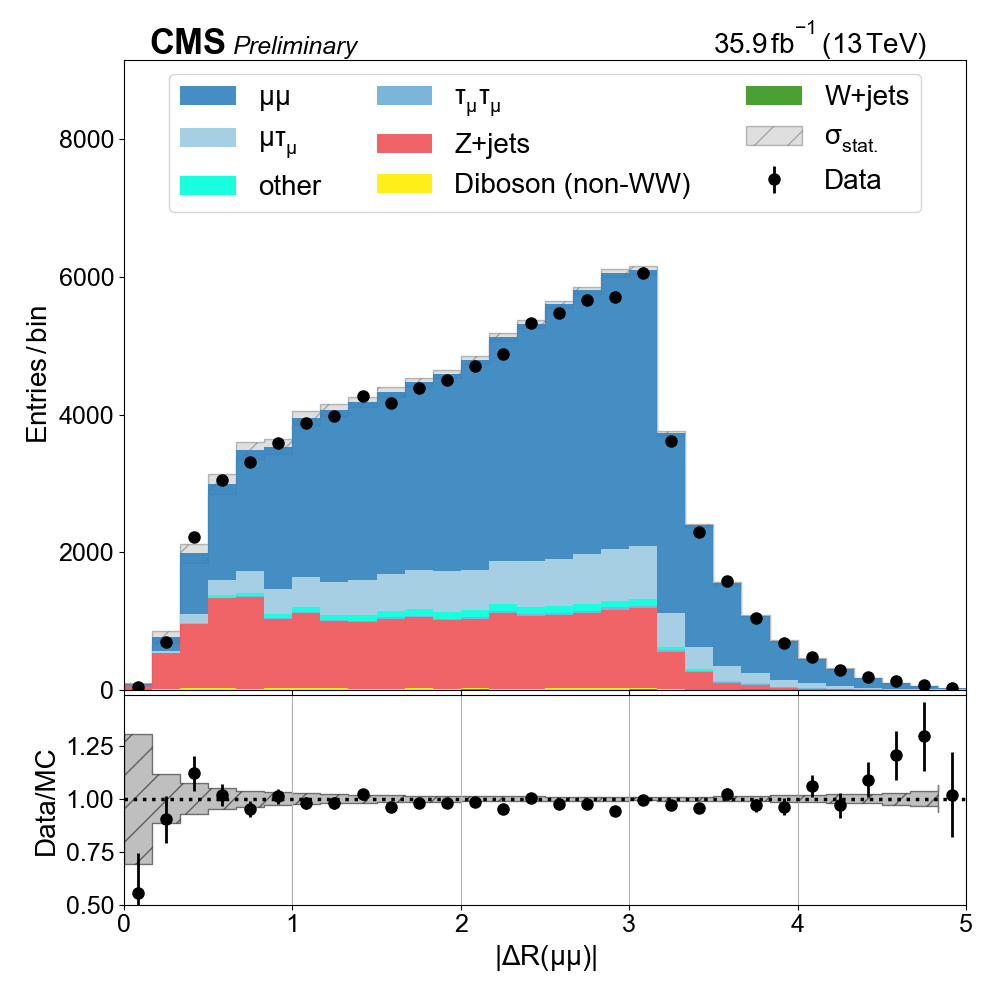 CMS Preliminary 35.9 fb⁻¹ (13 TeV)
μμ τ_μτ_μ W+jets
μτ_μ Z+jets σ_stat.
other Diboson (non-WW) Data
8000
6000
4000
2000
0
Entries / bin
1.25
1.00
0.75
0.50
Data/MC
0 1 2 3 4 5
|ΔR(μμ)|